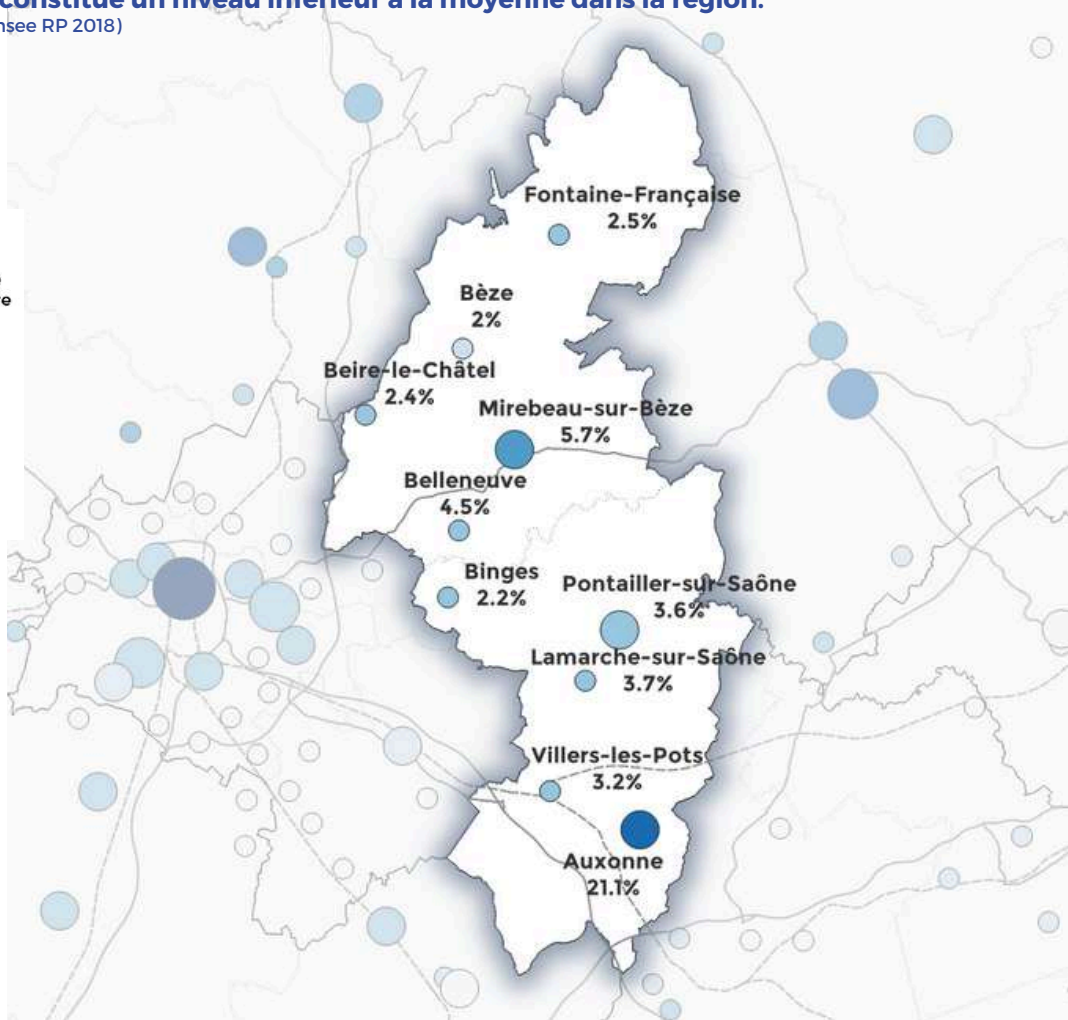 constitue un niveau inférieur à la moyenne dans la région.
nsee RP 2018)
Fontaine-Française
2.5%
Bèze
2%
Beire-le-Châtel
2.4%
Mirebeau-sur-Bèze
5.7%
Belleneuve
4.5%
Binges
2.2%
Pontailler-sur-Saône
3.6%
Lamarche-sur-Saône
3.7%
Villers-les-Pots
3.2%
Auxonne
21.1%